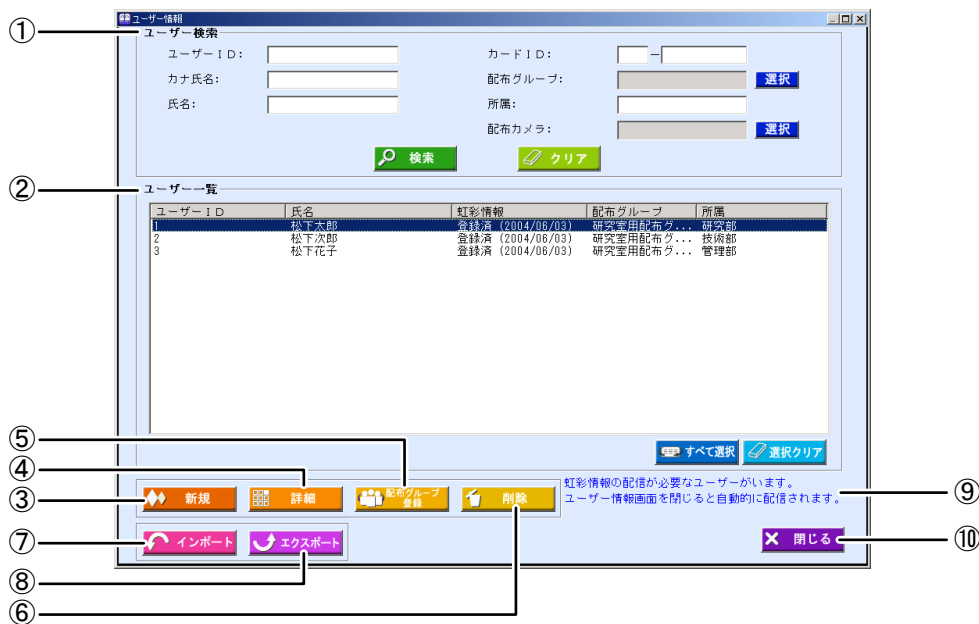 ユーザー情報
① ユーザー検索
ユーザーＩＤ: カードＩＤ: －
カナ氏名: 配布グループ: 選択
氏名: 所属:
配布カメラ: 選択
検索 クリア
② ユーザー一覧
ユーザーＩＤ 氏名 虹彩情報 配布グループ 所属
1 松下太郎 登録済 (2004/06/03) 研究室用配布グ... 研究部
2 松下次郎 登録済 (2004/06/03) 研究室用配布グ... 技術部
3 松下花子 登録済 (2004/06/03) 研究室用配布グ... 管理部
⑤
すべて選択 選択クリア
④
虹彩情報の配信が必要なユーザーがいます。
ユーザー情報画面を閉じると自動的に配信されます。
⑨
③ 新規 詳細 配布グループ
登録
削除
⑦ インポート エクスポート 閉じる ⑩
⑧
⑥